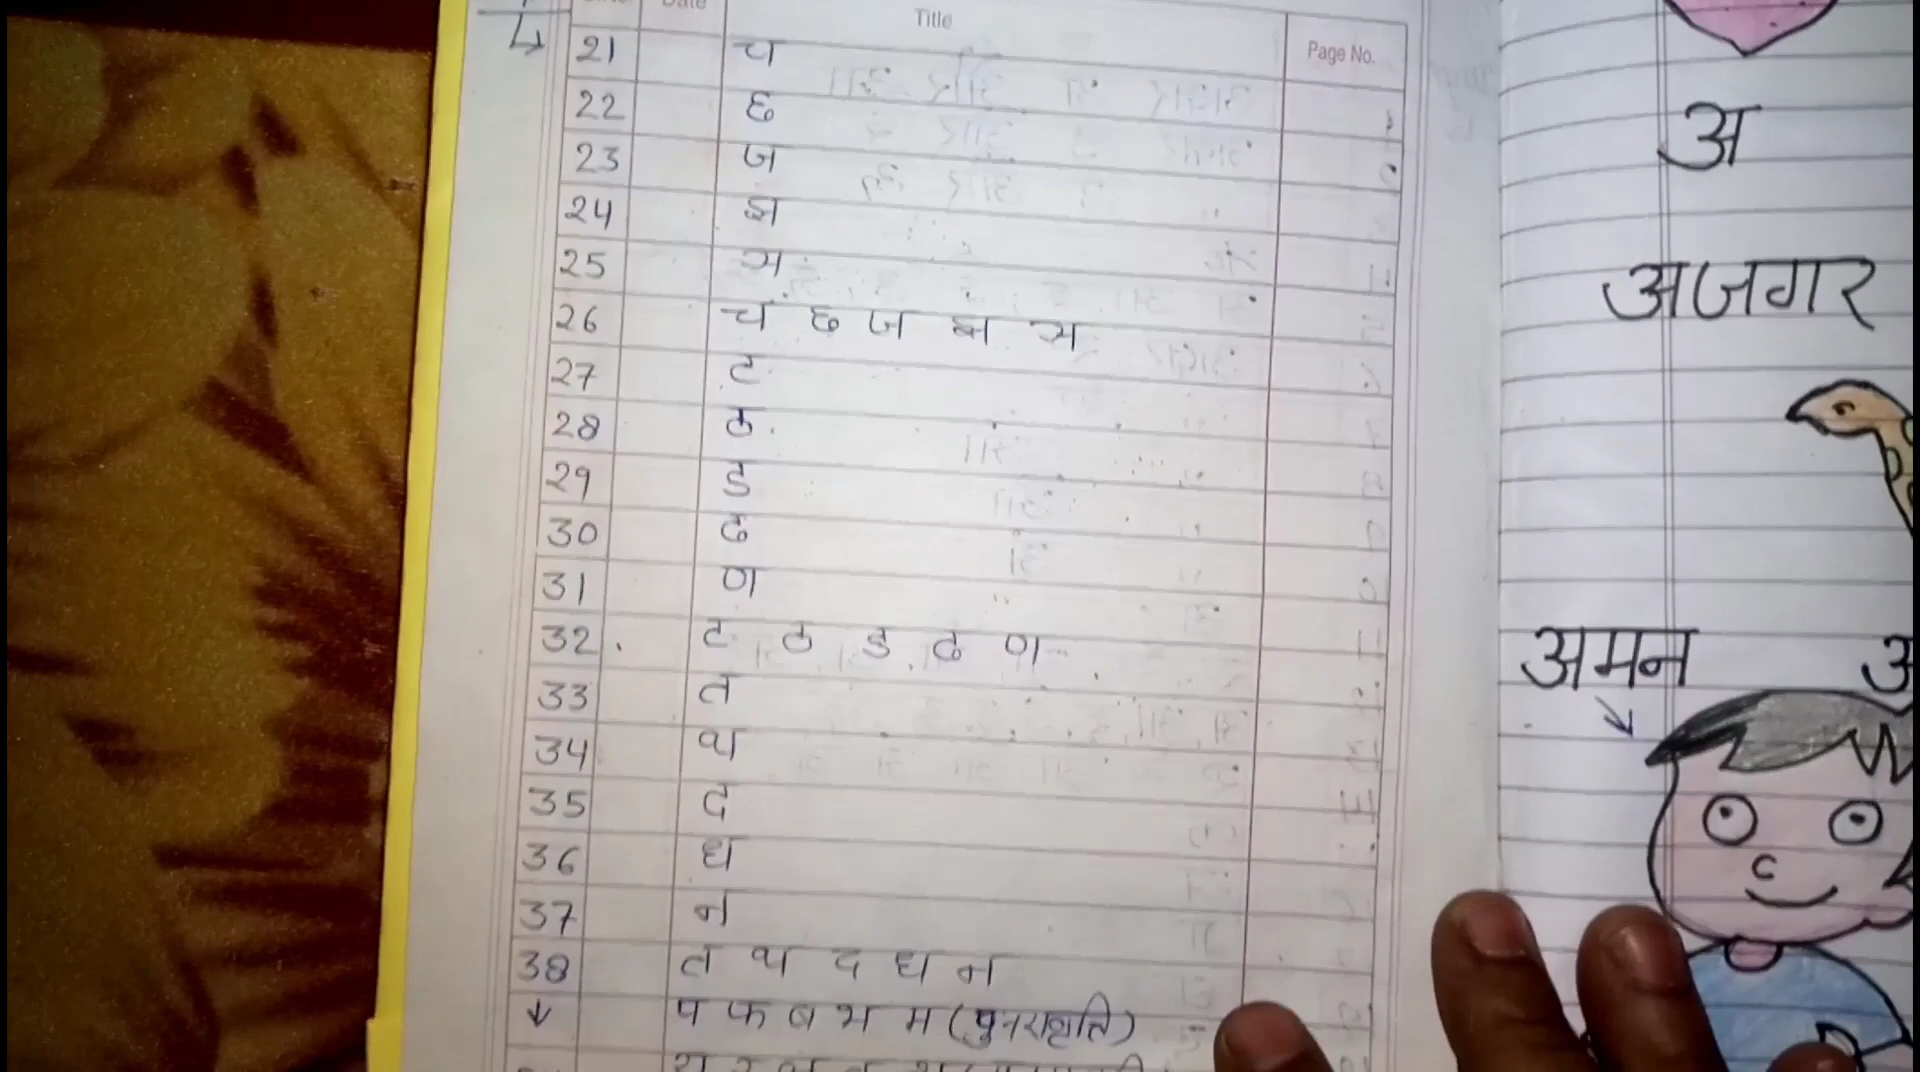 Date Title Page No.
21 च
22 छ
23 ज
24 झ
25 ञ
26 च छ ज झ ञ
27 ट
28 ठ
29 ड
30 ढ
31 ण
32. ट ठ ड ढ ण
33 त
34 थ
35 द
36 ध
37 न
38 त थ द ध न
↓ प फ ब भ म (पुनरावृत्ति)
अ
अजगर
अमन